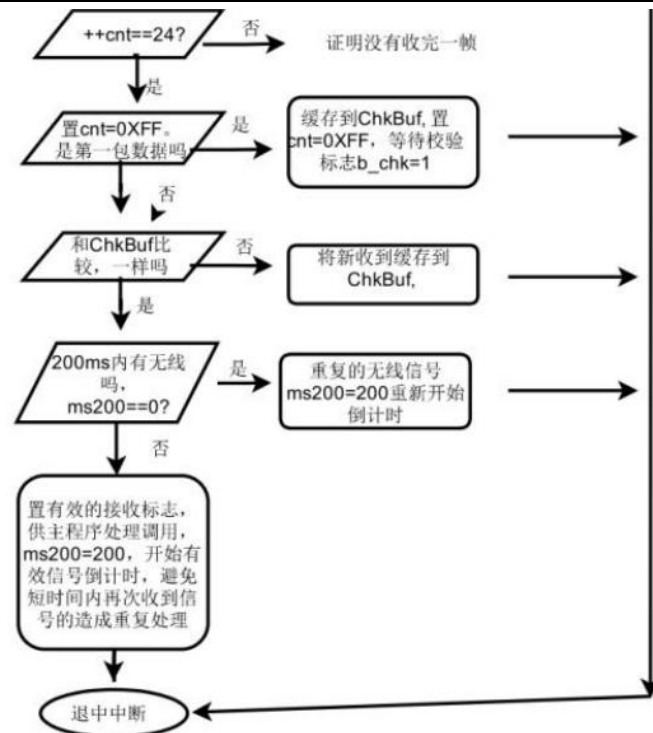 ++cnt==24?
否
证明没有收完一帧
是
置cnt=0XFF。
是第一包数据吗
是
缓存到ChkBuf, 置
cnt=0XFF，等待校验
标志b_chk=1
否
和ChkBuf比
较，一样吗
否
将新收到缓存到
ChkBuf,
是
200ms内有无线
吗，
ms200==0?
是
重复的无线信号
ms200=200重新开始
倒计时
否
置有效的接收标志，
供主程序处理调用，
ms200=200，开始有
效信号倒计时，避免
短时间内再次收到信
号的造成重复处理
退中中断